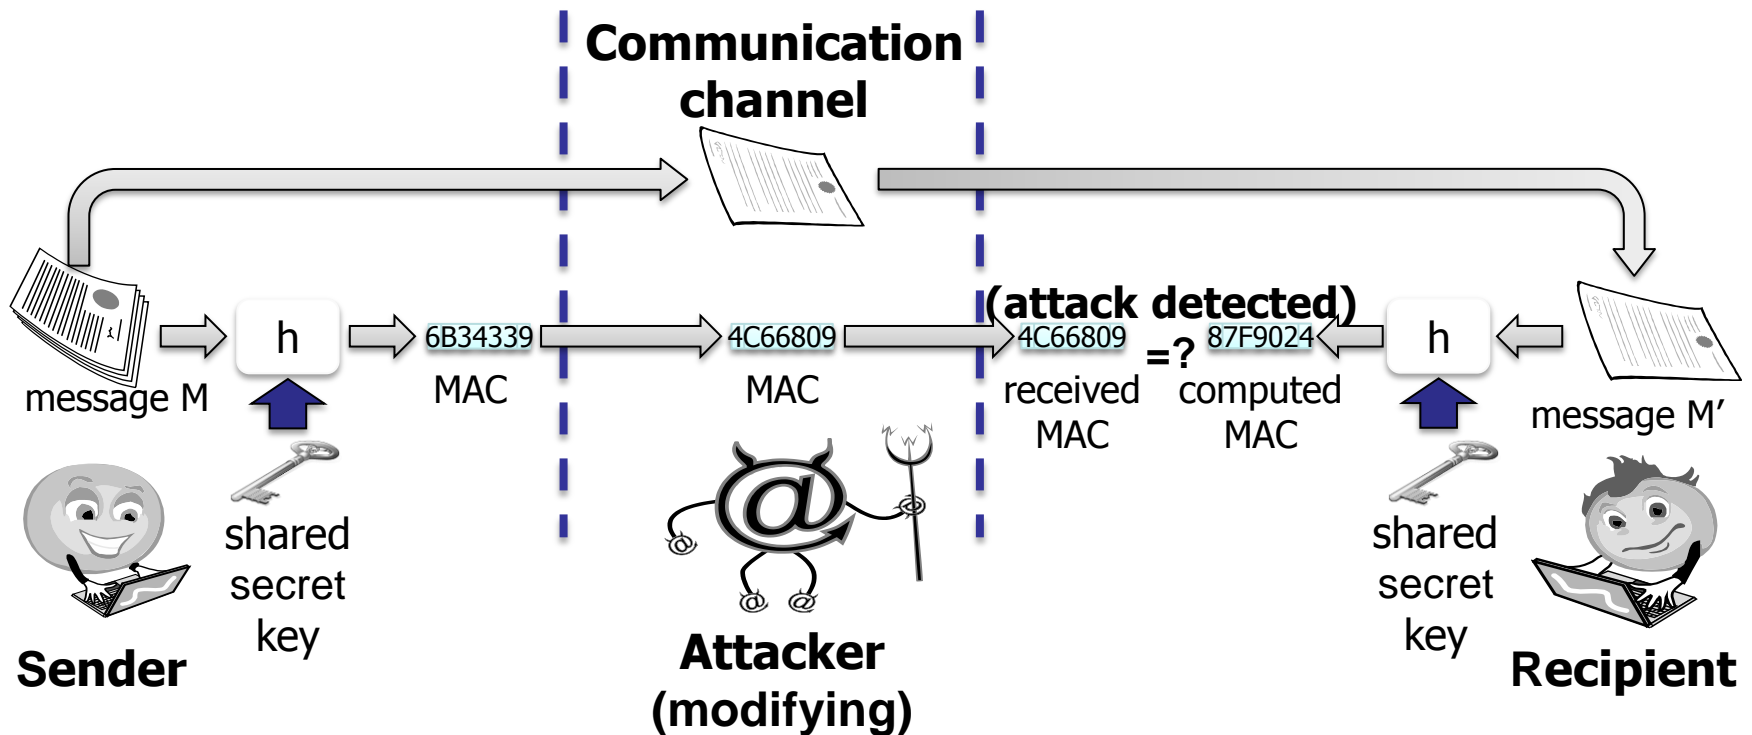 Communication
channel
(attack detected)
h
6B34339
4C66809
4C66809
=?
87F9024
h
message M
MAC
MAC
received
MAC
computed
MAC
message M’
shared
secret
key
shared
secret
key
Sender
Attacker
(modifying)
Recipient